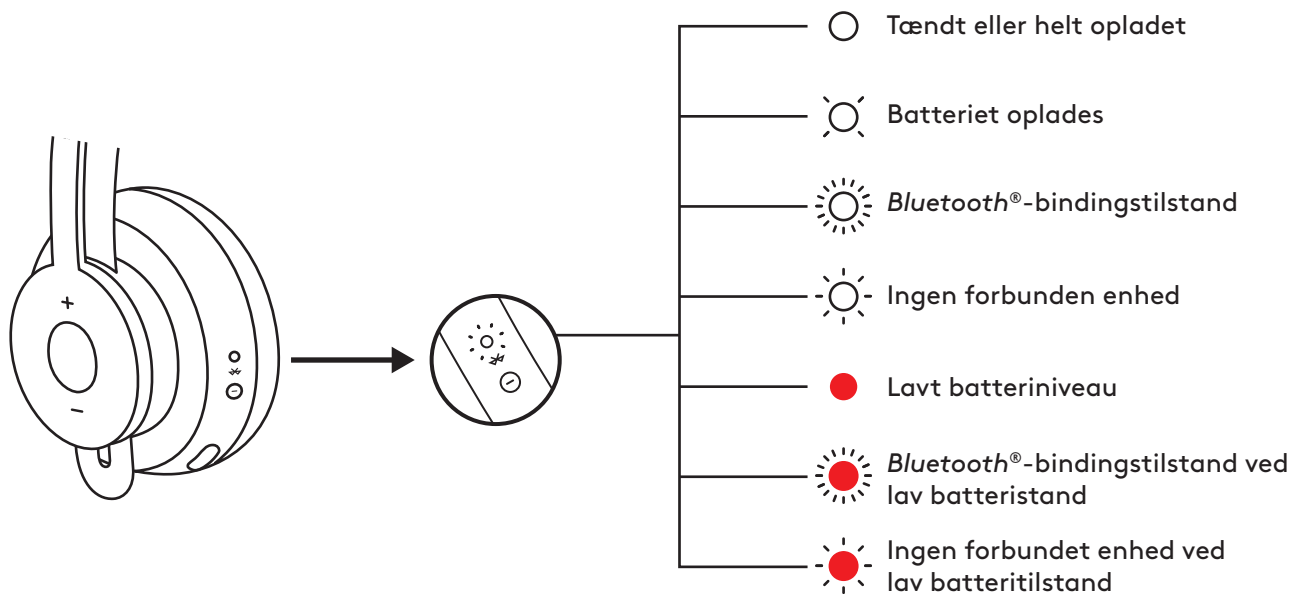 Tændt eller helt opladet
Batteriet oplades
Bluetooth®-bindingstilstand
Ingen forbunden enhed
Lavt batteriniveau
Bluetooth®-bindingstilstand ved
lav batteristand
Ingen forbundet enhed ved
lav batteritilstand